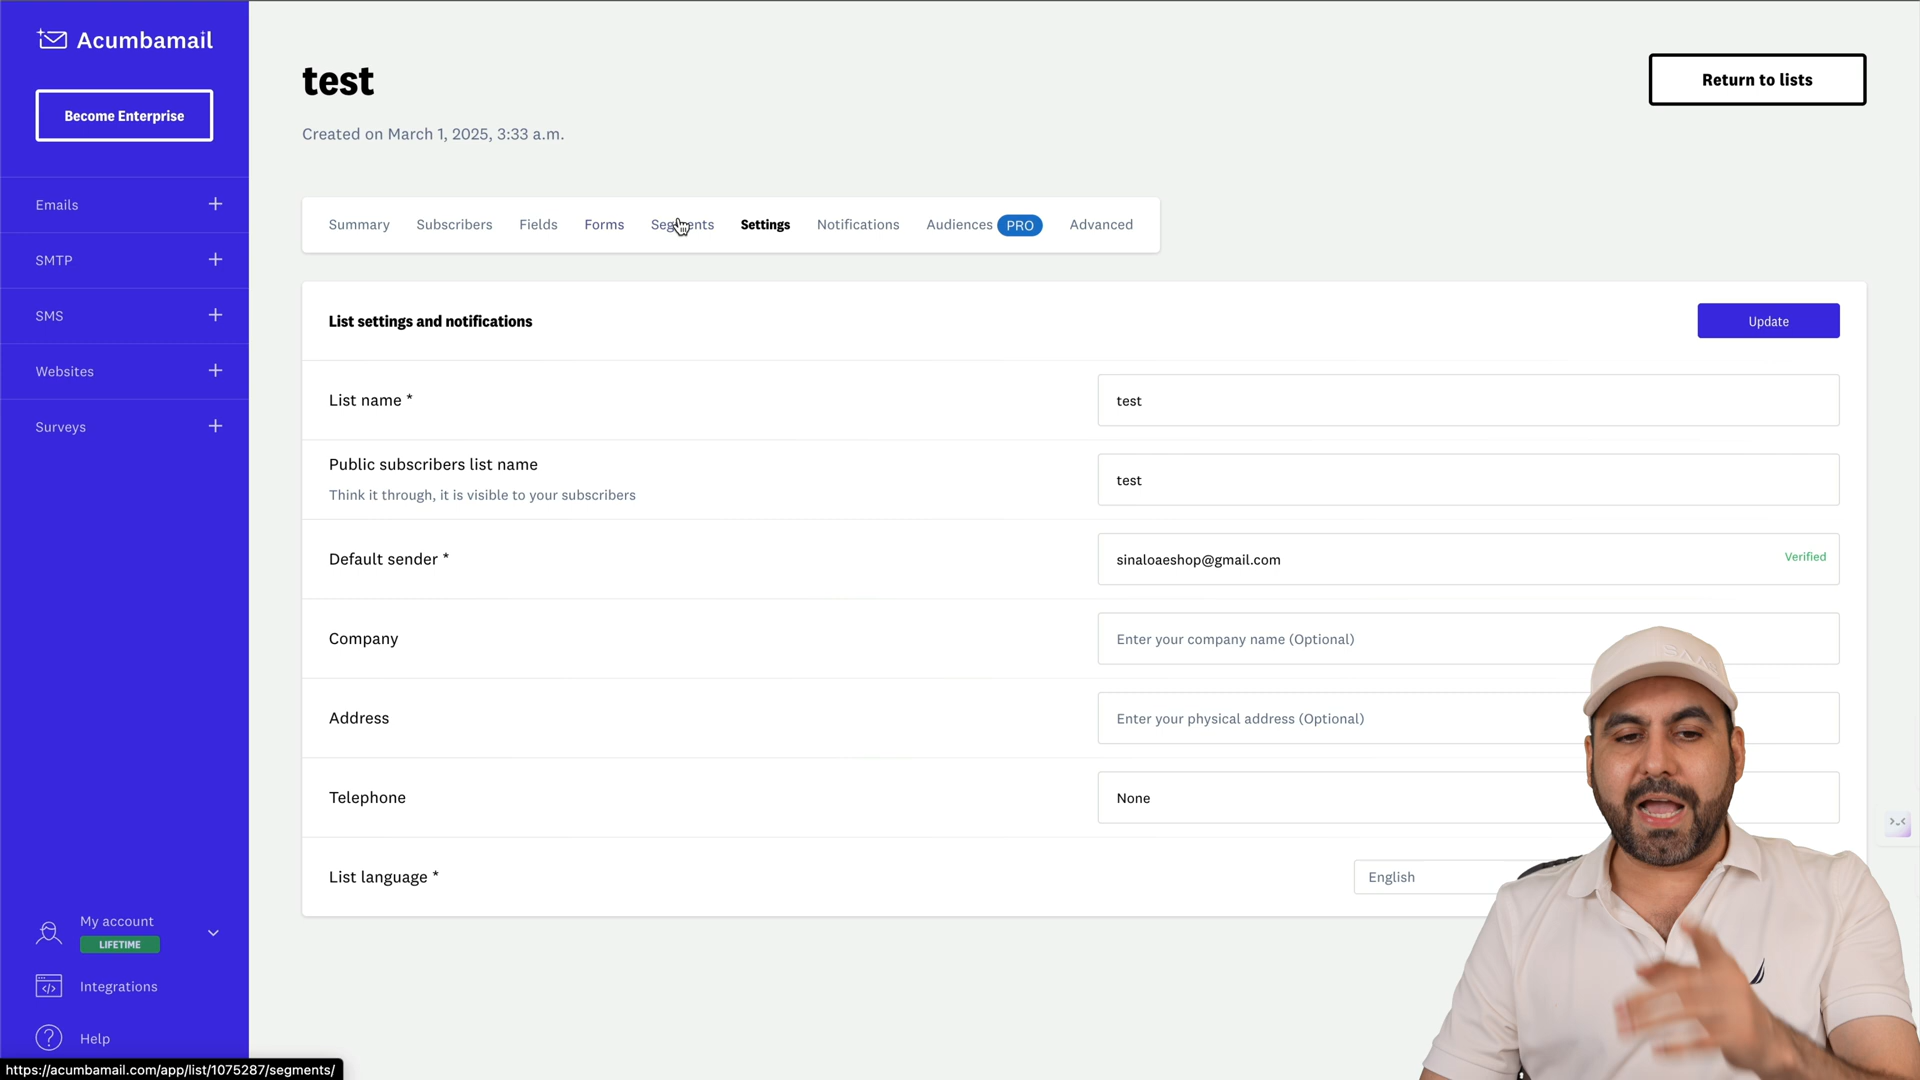 Acumbamail
Become Enterprise
Emails
SMTP
SMS
Websites
Surveys
My account
LIFETIME
Integrations
Help
https://acumbamail.com/app/list/1075287/segments/
test
Created on March 1, 2025, 3:33 a.m.
Return to lists
Summary Subscribers Fields Forms Segments Settings Notifications Audiences PRO Advanced
List settings and notifications
Update
List name *
test
Public subscribers list name
Think it through, it is visible to your subscribers
test
Default sender *
sinaloaeshop@gmail.com
Verified
Company
Enter your company name (Optional)
Address
Enter your physical address (Optional)
Telephone
None
List language *
English